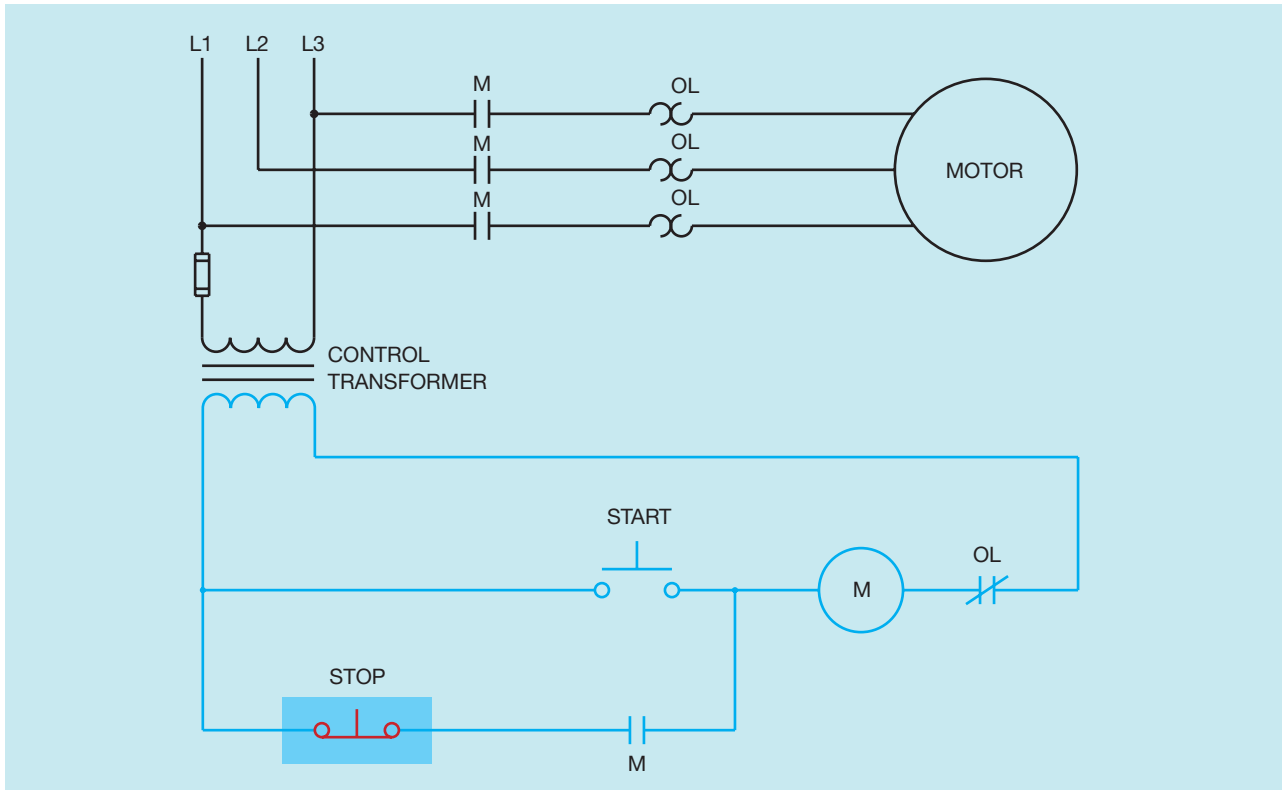 L1 L2 L3
M OL
M OL
MOTOR
M OL
CONTROL
TRANSFORMER
START
OL
M
STOP
M